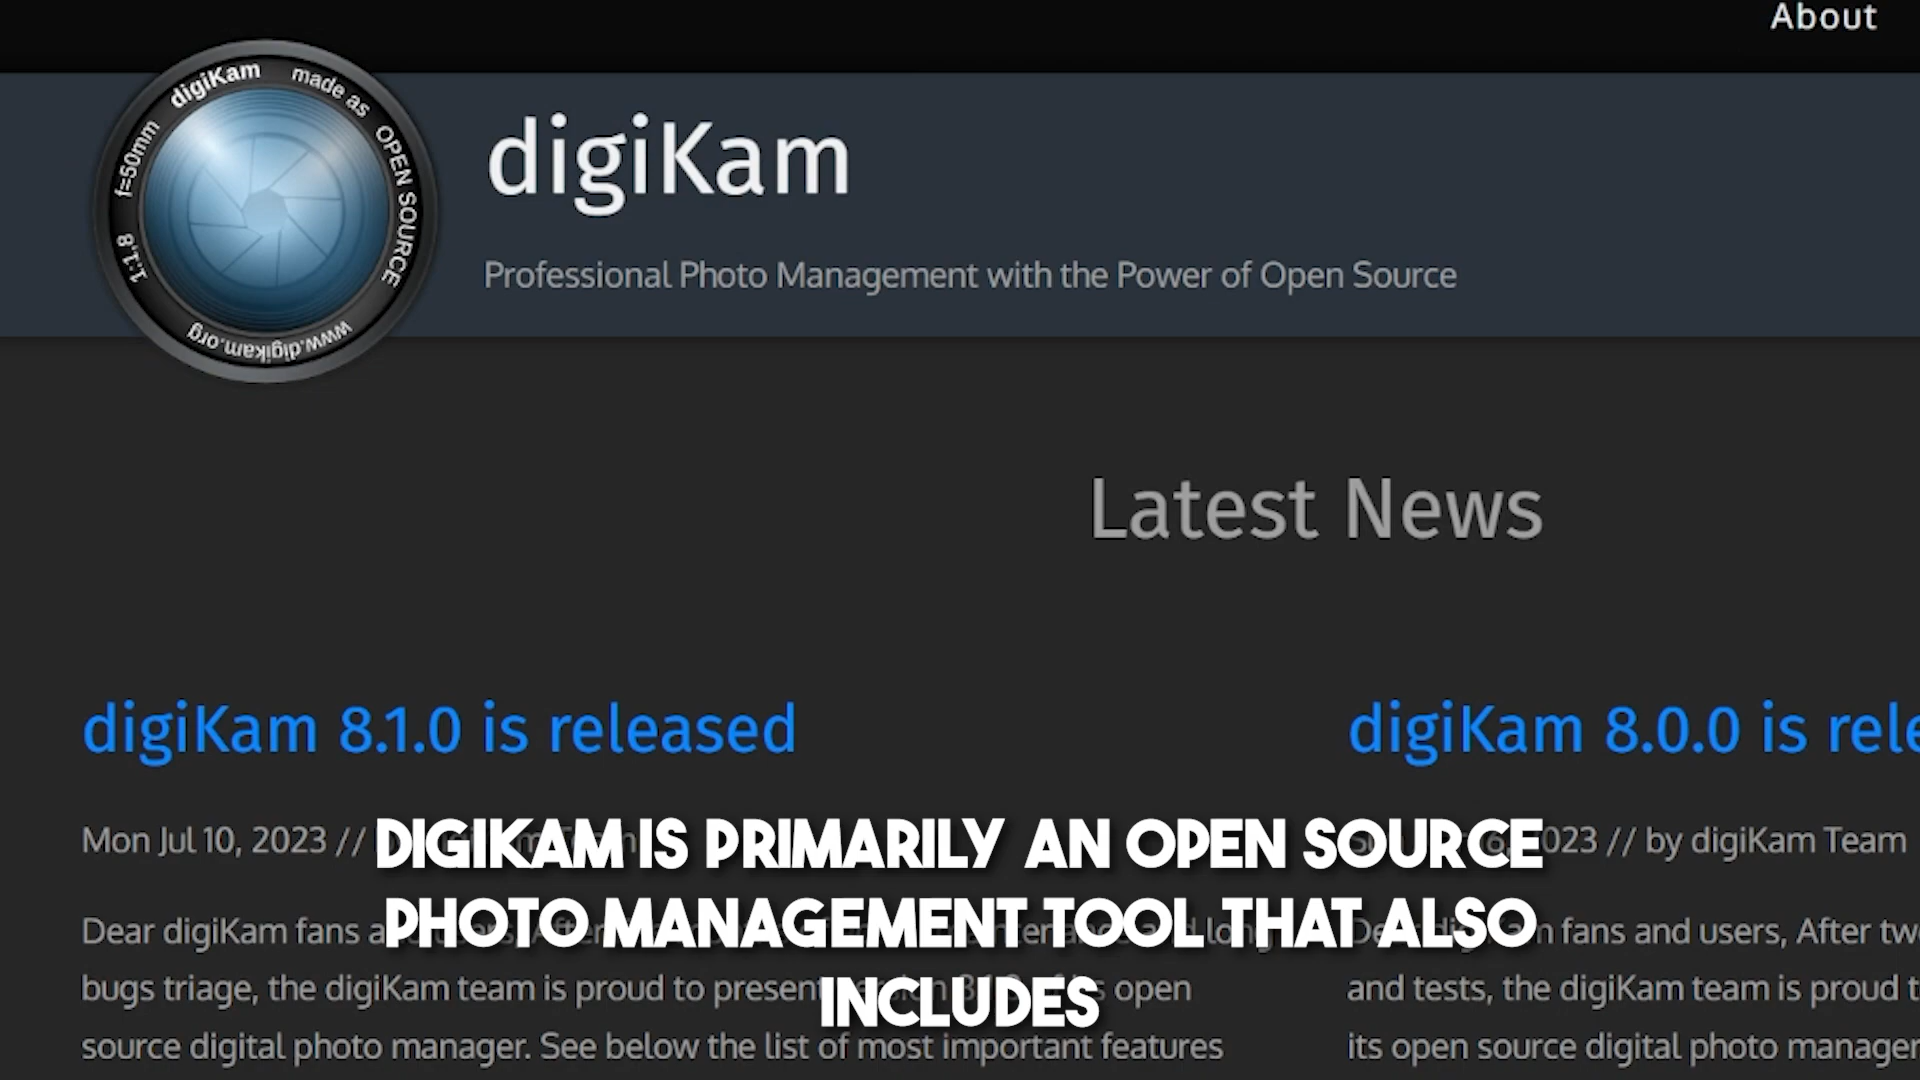 About
digiKam made as OPEN SOURCE
f=50mm
1:1,8
www.digikam.org
digiKam
Professional Photo Management with the Power of Open Source
Latest News
digiKam 8.1.0 is released
digiKam 8.0.0 is rele
Mon Jul 10, 2023 //
2023 // by digiKam Team
DIGIKAM IS PRIMARILY AN OPEN SOURCE
PHOTO MANAGEMENT TOOL THAT ALSO
INCLUDES
Dear digiKam fans
fans and users, After
bugs triage, the digiKam team is proud to present open
and tests, the digiKam team is proud
source digital photo manager. See below the list of most important features
its open source digital photo manager